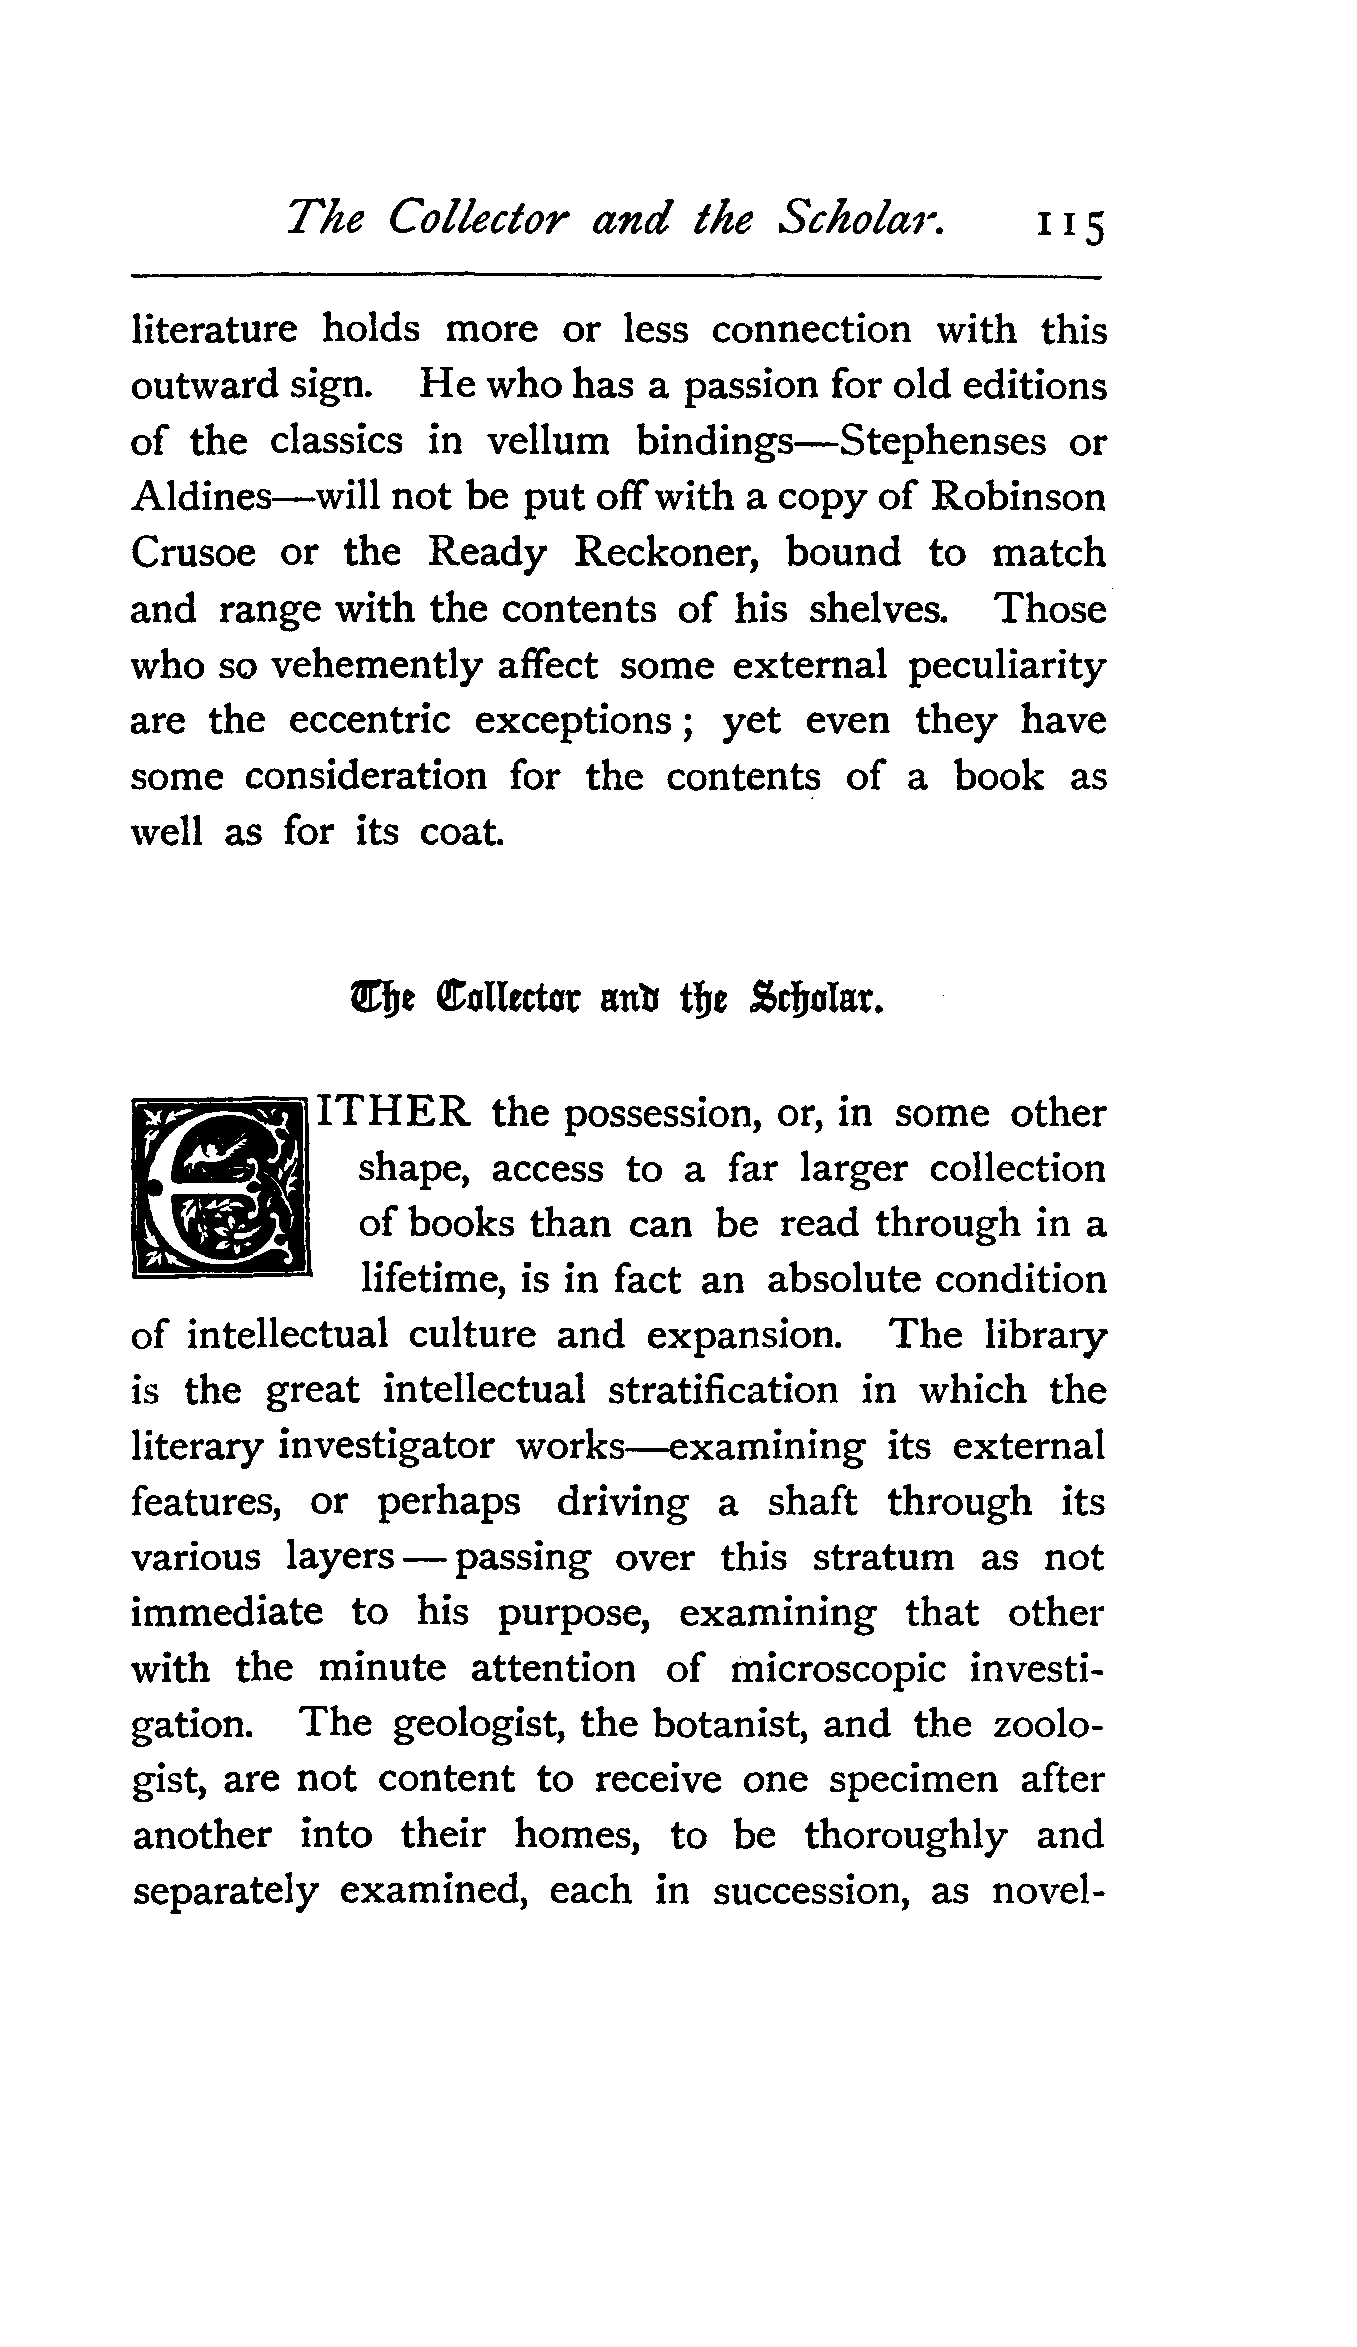 The Collector and the Scholar. 115
literature holds more or less connection with this
outward sign. He who has a passion for old editions
of the classics in vellum bindings—Stephenses or
Aldines—will not be put off with a copy of Robinson
Crusoe or the Ready Reckoner, bound to match
and range with the contents of his shelves. Those
who so vehemently affect some external peculiarity
are the eccentric exceptions ; yet even they have
some consideration for the contents of a book as
well as for its coat.
The Collector and the Scholar.
EITHER the possession, or, in some other
shape, access to a far larger collection
of books than can be read through in a
lifetime, is in fact an absolute condition
of intellectual culture and expansion. The library
is the great intellectual stratification in which the
literary investigator works—examining its external
features, or perhaps driving a shaft through its
various layers — passing over this stratum as not
immediate to his purpose, examining that other
with the minute attention of microscopic investi-
gation. The geologist, the botanist, and the zoolo-
gist, are not content to receive one specimen after
another into their homes, to be thoroughly and
separately examined, each in succession, as novel-